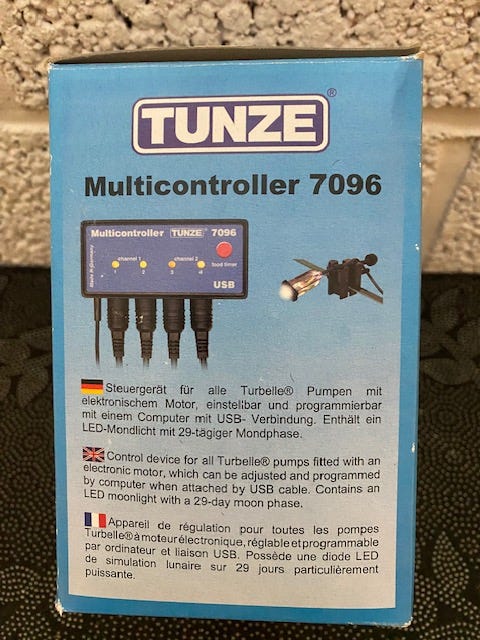 TUNZE®
Multicontroller 7096
Multicontroller TUNZE 7096
channel 1 channel 2
1 2 3 4 food timer
Made in Germany
USB
Steuergerät für alle Turbelle® Pumpen mit
elektronischem Motor, einstellbar und programmierbar
mit einem Computer mit USB- Verbindung. Enthält ein
LED-Mondlicht mit 29-tägiger Mondphase.
Control device for all Turbelle® pumps fitted with an
electronic motor, which can be adjusted and programmed
by computer when attached by USB cable. Contains an
LED moonlight with a 29-day moon phase.
Appareil de régulation pour toutes les pompes
Turbelle® à moteur électronique, réglable et programmable
par ordinateur et liaison USB. Possède une diode LED
de simulation lunaire sur 29 jours particulièrement
puissante.